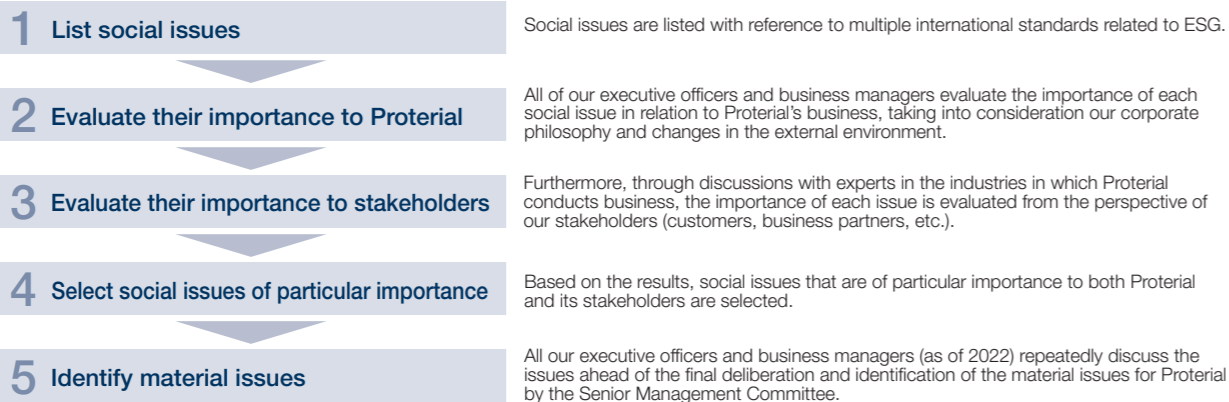 1 List social issues
Social issues are listed with reference to multiple international standards related to ESG.
2 Evaluate their importance to Proterial
All of our executive officers and business managers evaluate the importance of each
social issue in relation to Proterial's business, taking into consideration our corporate
philosophy and changes in the external environment.
3 Evaluate their importance to stakeholders
Furthermore, through discussions with experts in the industries in which Proterial
conducts business, the importance of each issue is evaluated from the perspective of
our stakeholders (customers, business partners, etc.).
4 Select social issues of particular importance
Based on the results, social issues that are of particular importance to both Proterial
and its stakeholders are selected.
5 Identify material issues
All our executive officers and business managers (as of 2022) repeatedly discuss the
issues ahead of the final deliberation and identification of the material issues for Proterial
by the Senior Management Committee.